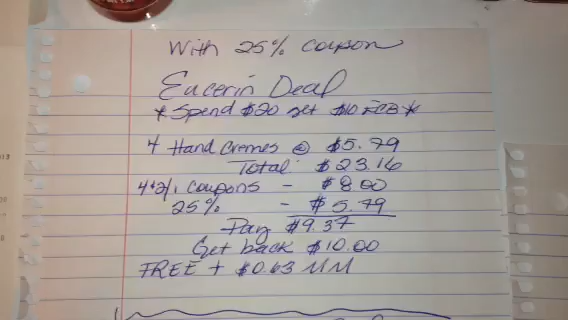 With 25% coupon
Eucerin Deal
* Spend $20 get $10 ECB *
4 Hand Cremes @ $5.79
Total: $23.16
4 $2/1 coupons - $8.00
25% - $5.79
Pay $9.37
Get back $10.00
FREE + $0.63 MM